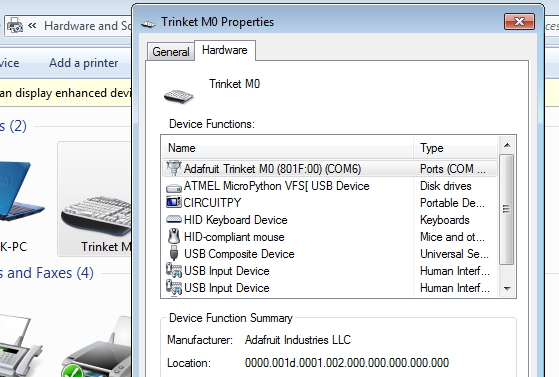 Trinket M0 Properties
« Hardware and So
vice
Add a printer
an display enhanced devi
s (2)
K-PC
Trinket M
s and Faxes (4)
General
Hardware
Trinket M0
Device Functions:
Name Type
Adafruit Trinket M0 (801F:00) (COM6) Ports (COM ...
ATMEL MicroPython VFS[ USB Device Disk drives
CIRCUITPY Portable De...
HID Keyboard Device Keyboards
HID-compliant mouse Mice and ot...
USB Composite Device Universal Se...
USB Input Device Human Interf...
USB Input Device Human Interf...
Device Function Summary
Manufacturer: Adafruit Industries LLC
Location: 0000.001d.0001.002.000.000.000.000.000